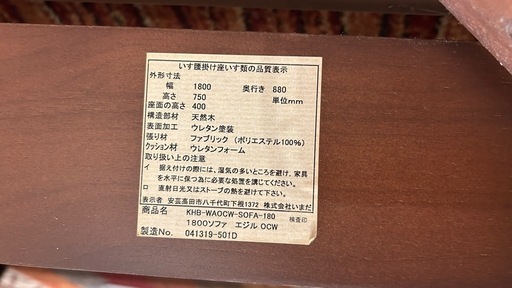 いす腰掛け座いす類の品質表示
外形寸法
幅 1800 奥行き 880
高さ 750 単位mm
座面の高さ 400
構造部材 天然木
表面加工 ウレタン塗装
張り材 ファブリック（ポリエステル100%）
クッション材 ウレタンフォーム
取り扱い上の注意
イ 据え付けの際には、湿気の多いところを避け、家具
を水平に保つ為に必要な処置を講じてください。
ロ 直射日光又はストーブの熱を避けて下さい。
表示者 安芸高田市八千代町下根1372 株式会社いまだ
商品名 KHB-WAOCW-SOFA-180 検査印
1800ソファ エジル OCW
製造No. 041319-501D